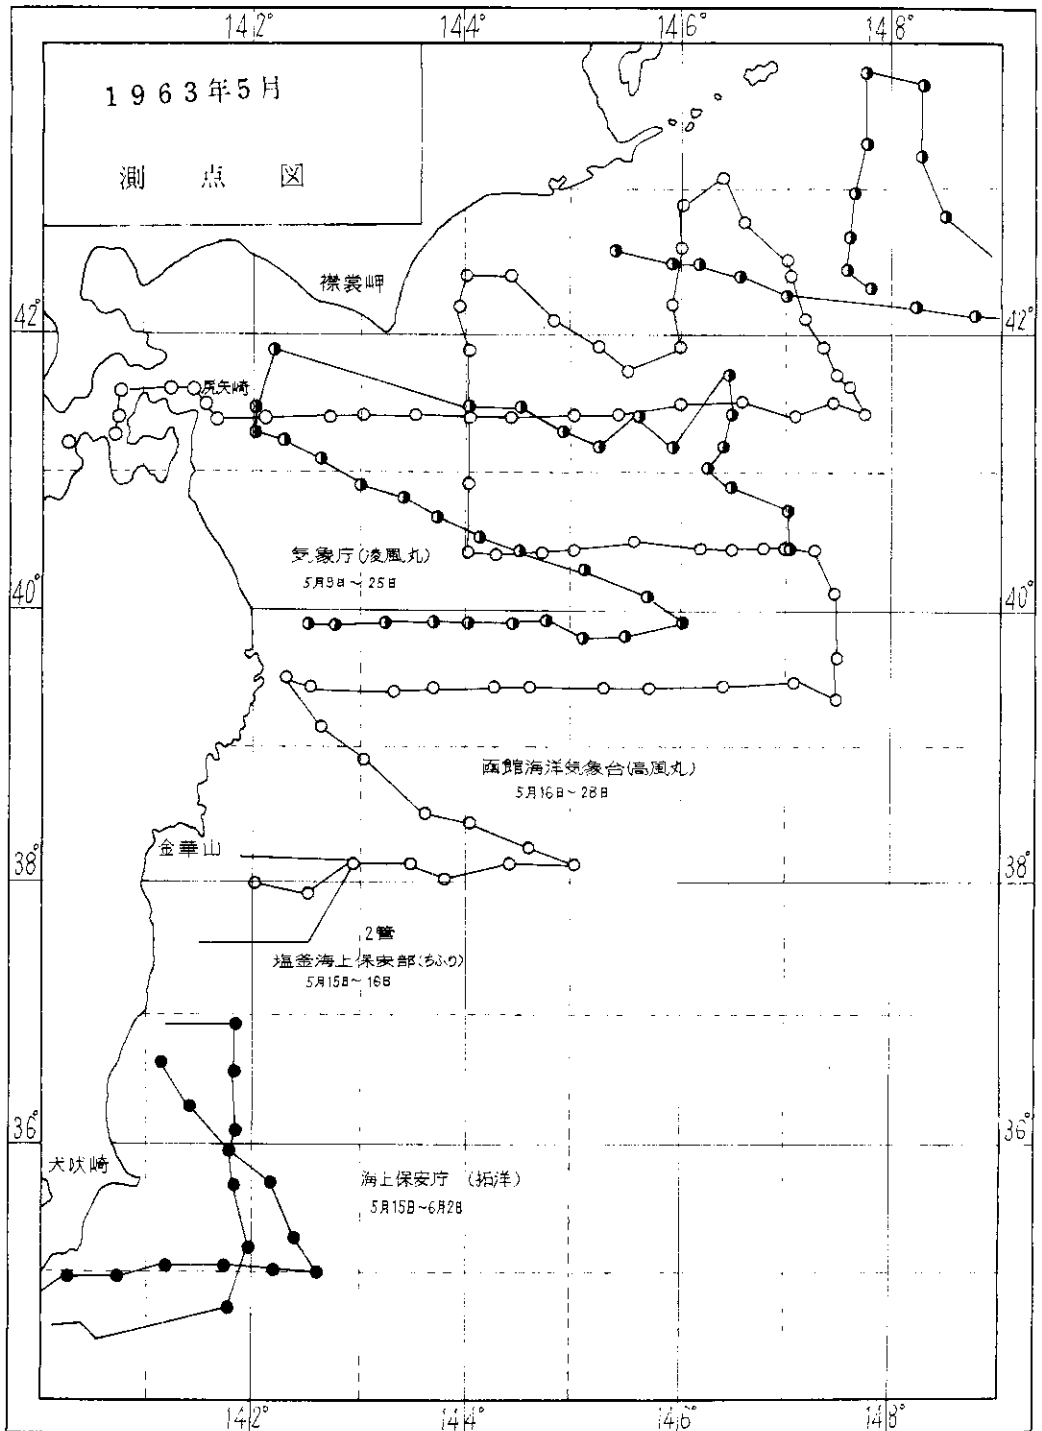 142° 144° 146° 148°
1963年5月
測点図
襟裳岬
42° 42°
尻矢崎
気象庁(凌風丸)
5月9日~25日
40° 40°
函館海洋気象台(高風丸)
5月16日~28日
金華山
38° 38°
2管
塩釜海上保安部(ちふり)
5月15日~16日
36° 36°
犬吠崎
海上保安庁 (拓洋)
5月15日~6月2日
142° 144° 146° 148°